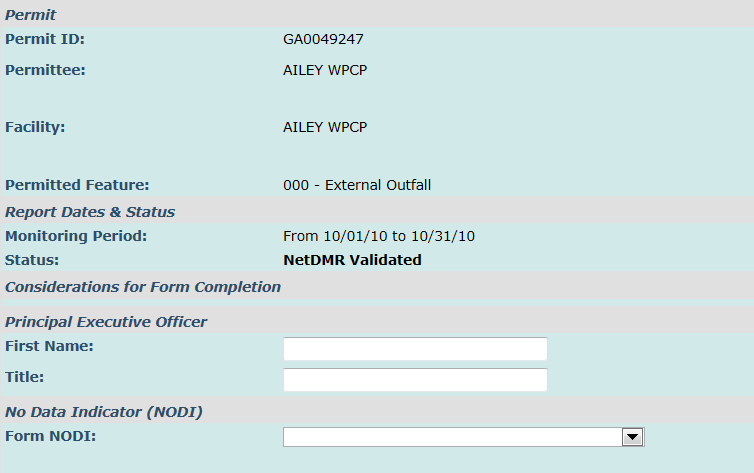 Permit
Permit ID: GA0049247
Permittee: AILEY WPCP
Facility: AILEY WPCP
Permitted Feature: 000 - External Outfall
Report Dates & Status
Monitoring Period: From 10/01/10 to 10/31/10
Status: NetDMR Validated
Considerations for Form Completion
Principal Executive Officer
First Name:
Title:
No Data Indicator (NODI)
Form NODI: